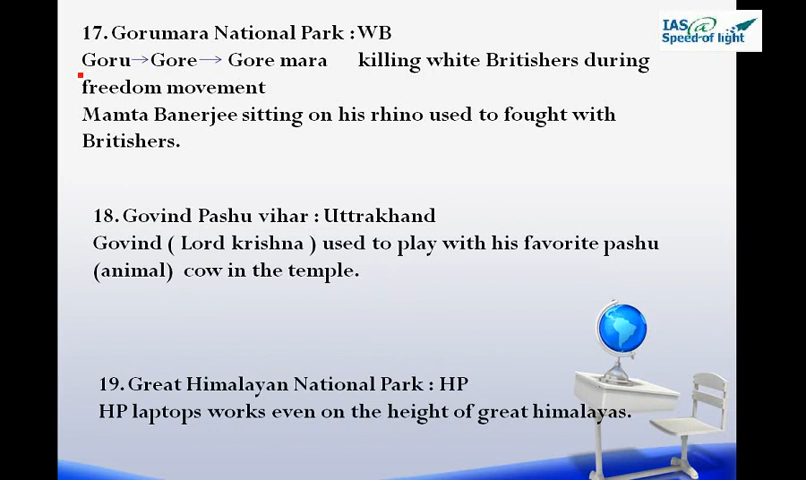 17. Gorumara National Park : WB
IAS@
Speed of light
Goru→Gore→ Gore mara killing white Britishers during
freedom movement
Mamta Banerjee sitting on his rhino used to fought with
Britishers.
18. Govind Pashu vihar : Uttrakhand
Govind ( Lord krishna ) used to play with his favorite pashu
(animal) cow in the temple.
19. Great Himalayan National Park : HP
HP laptops works even on the height of great himalayas.